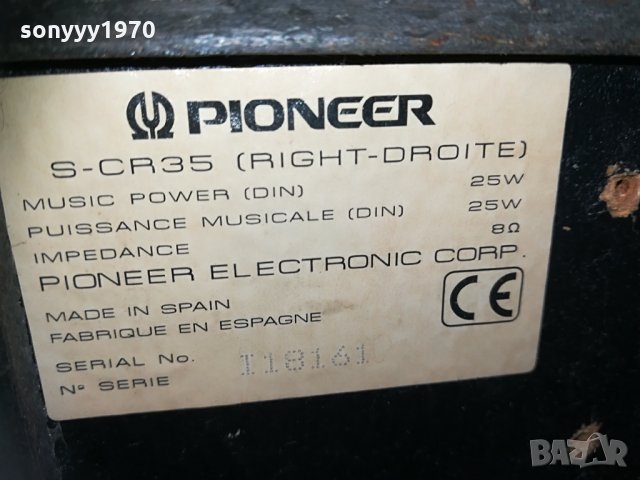 sonyyy1970
PIONEER
S-CR35 (RIGHT-DROITE)
MUSIC POWER (DIN) 25W
PUISSANCE MUSICALE (DIN) 25W
IMPEDANCE 8Ω
PIONEER ELECTRONIC CORP.
MADE IN SPAIN
FABRIQUE EN ESPAGNE
CE
SERIAL No.
Nº SERIE
I18161
BAZAR